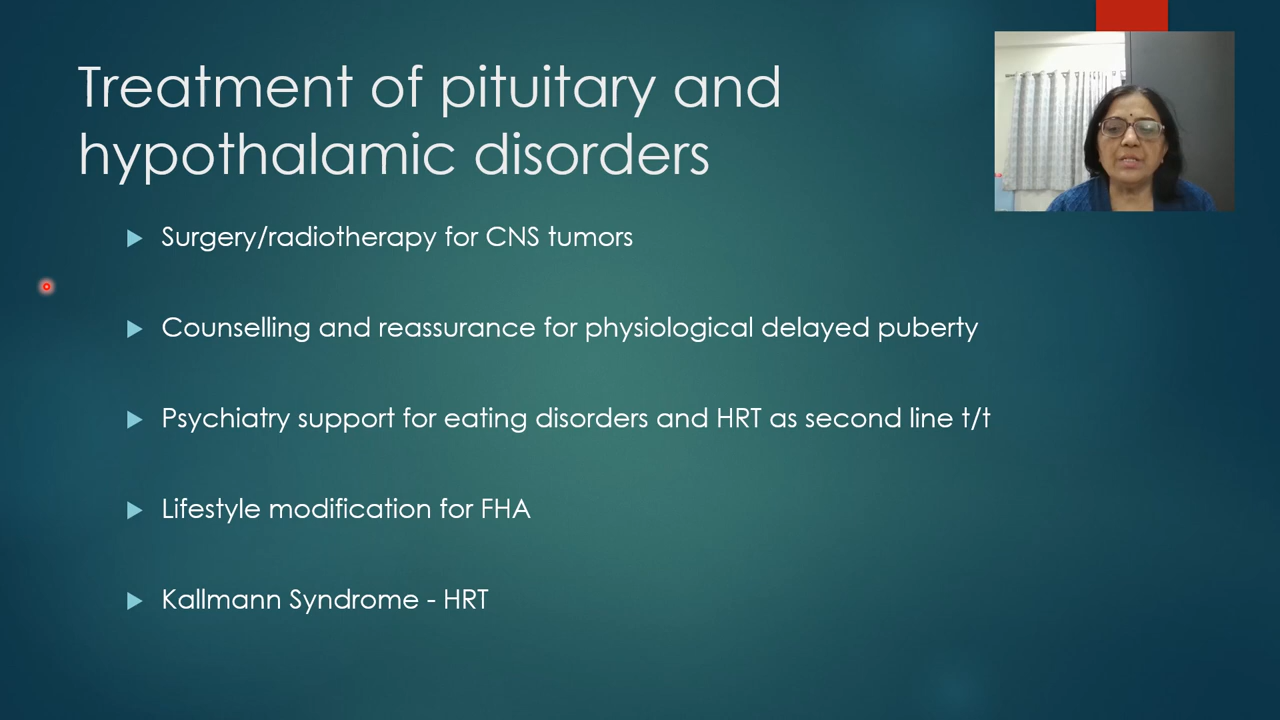 Treatment of pituitary and
hypothalamic disorders
Surgery/radiotherapy for CNS tumors
Counselling and reassurance for physiological delayed puberty
Psychiatry support for eating disorders and HRT as second line t/t
Lifestyle modification for FHA
Kallmann Syndrome - HRT